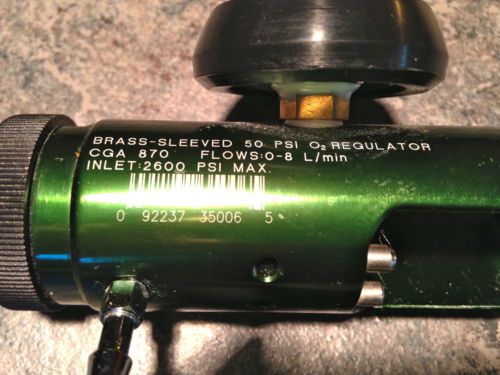 BRASS-SLEEVED 50 PSI O₂ REGULATOR
CGA 870 FLOWS:0-8 L/min
INLET:2600 PSI MAX.
0 92237 35006 5